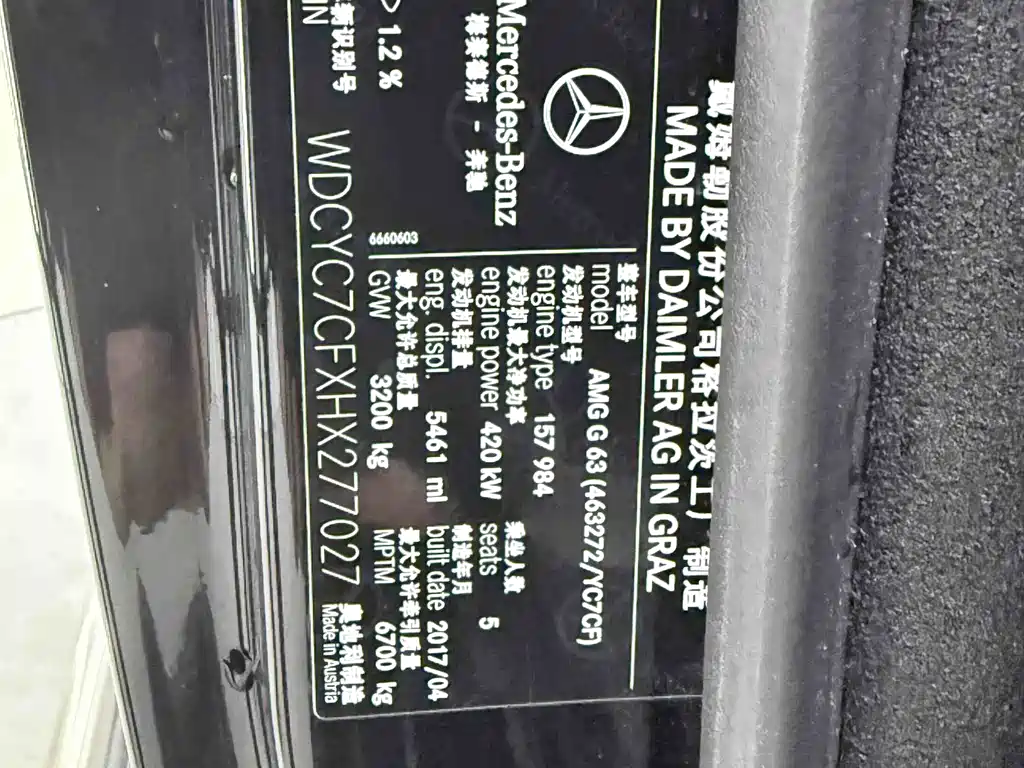 戴姆勒股份公司格拉茨工厂 制造
MADE BY DAIMLER AG IN GRAZ
Mercedes-Benz
梅赛德斯 - 奔驰
整车型号
model AMG G 63 (463272/YC7CF)
发动机型号
engine type 157 984
发动机最大净功率
engine power 420 kW
乘坐人数
seats 5
发动机排量
eng. displ. 5461 ml
制造年月
built date 2017/04
最大允许总质量
GWW 3200 kg
最大允许牵引质量
MPTM 6700 kg
6660603
> 1.2 %
识别号
IN WDCYC7CFXHX277027
奥地利制造
Made in Austria